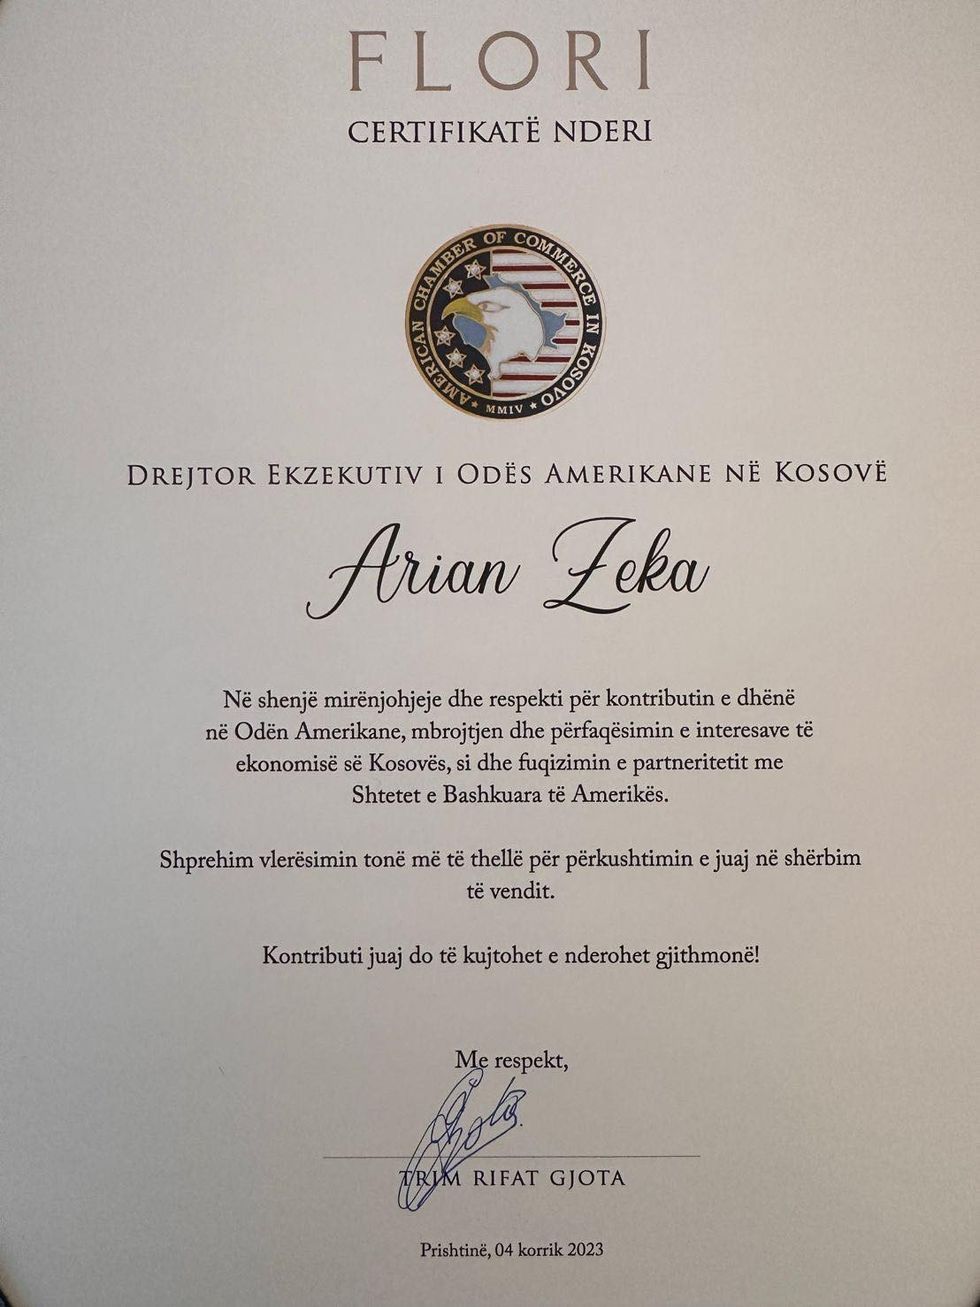 FLORI
CERTIFIKATË NDERI
AMERICAN CHAMBER OF COMMERCE IN KOSOVO
MMIV
DREJTOR EKZEKUTIV I ODËS AMERIKANE NË KOSOVË
Arian Zeka
Në shenjë mirënjohjeje dhe respekti për kontributin e dhënë
në Odën Amerikane, mbrojtjen dhe përfaqësimin e interesave të
ekonomisë së Kosovës, si dhe fuqizimin e partneritetit me
Shtetet e Bashkuara të Amerikës.
Shprehim vlerësimin tonë më të thellë për përkushtimin e juaj në shërbim
të vendit.
Kontributi juaj do të kujtohet e nderohet gjithmonë!
Me respekt,
TRIM RIFAT GJOTA
Prishtinë, 04 korrik 2023